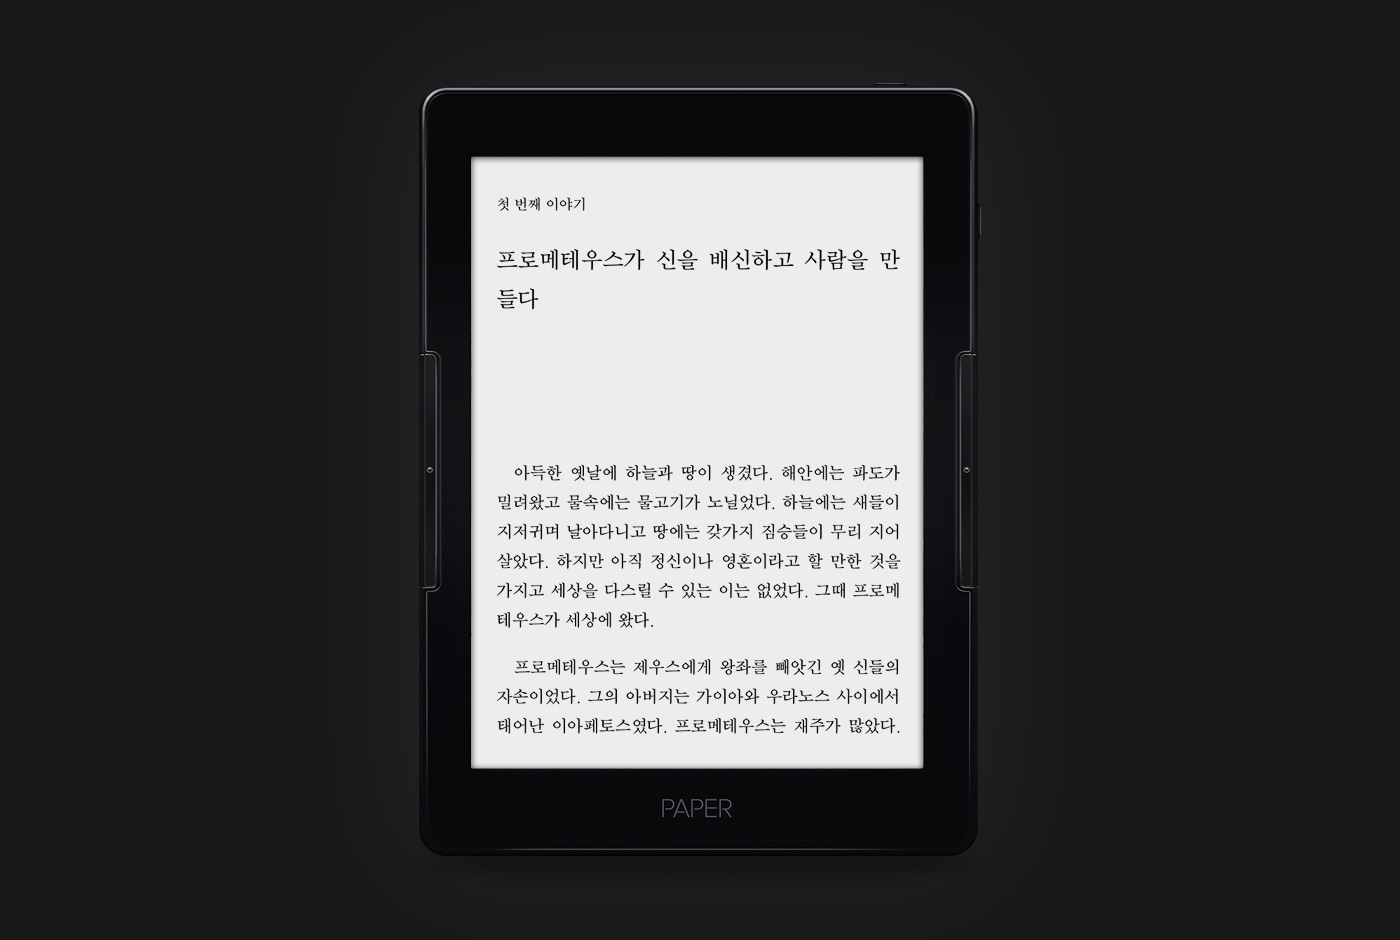 첫 번째 이야기
프로메테우스가 신을 배신하고 사람을 만
들다
아득한 옛날에 하늘과 땅이 생겼다. 해안에는 파도가
밀려왔고 물속에는 물고기가 노닐었다. 하늘에는 새들이
지저귀며 날아다니고 땅에는 갖가지 짐승들이 무리 지어
살았다. 하지만 아직 정신이나 영혼이라고 할 만한 것을
가지고 세상을 다스릴 수 있는 이는 없었다. 그때 프로메
테우스가 세상에 왔다.
프로메테우스는 제우스에게 왕좌를 빼앗긴 옛 신들의
자손이었다. 그의 아버지는 가이아와 우라노스 사이에서
태어난 이아페토스였다. 프로메테우스는 재주가 많았다.
PAPER